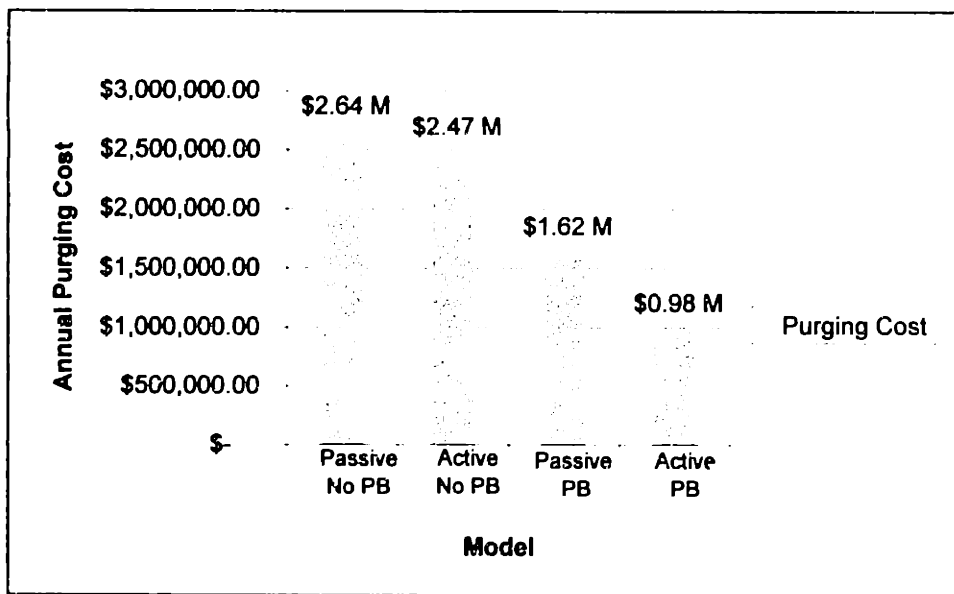 Annual Purging Cost
$3,000,000.00
$2,500,000.00
$2,000,000.00
$1,500,000.00
$1,000,000.00
$500,000.00
$-
$2.64 M
$2.47 M
$1.62 M
$0.98 M
Passive
No PB
Active
No PB
Passive
PB
Active
PB
Model
Purging Cost